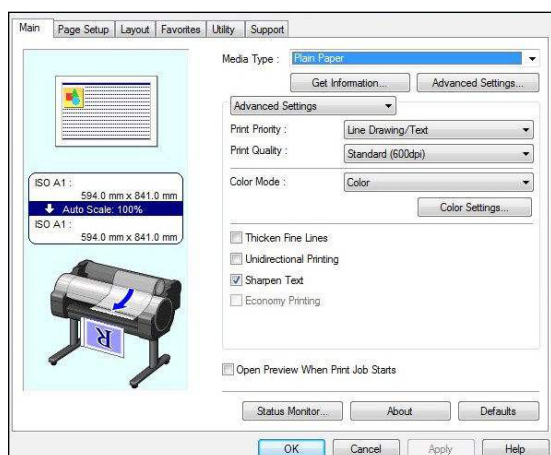 Main Page Setup Layout Favorites Utility Support
Media Type : Plain Paper
Get Information... Advanced Settings...
Advanced Settings
Print Priority : Line Drawing/Text
Print Quality : Standard (600dpi)
ISO A1 :
594.0 mm x 841.0 mm
Auto Scale: 100%
ISO A1 :
594.0 mm x 841.0 mm
Color Mode : Color
Color Settings...
Thicken Fine Lines
Unidirectional Printing
Sharpen Text
Economy Printing
R
Open Preview When Print Job Starts
Status Monitor... About Defaults
OK Cancel Apply Help